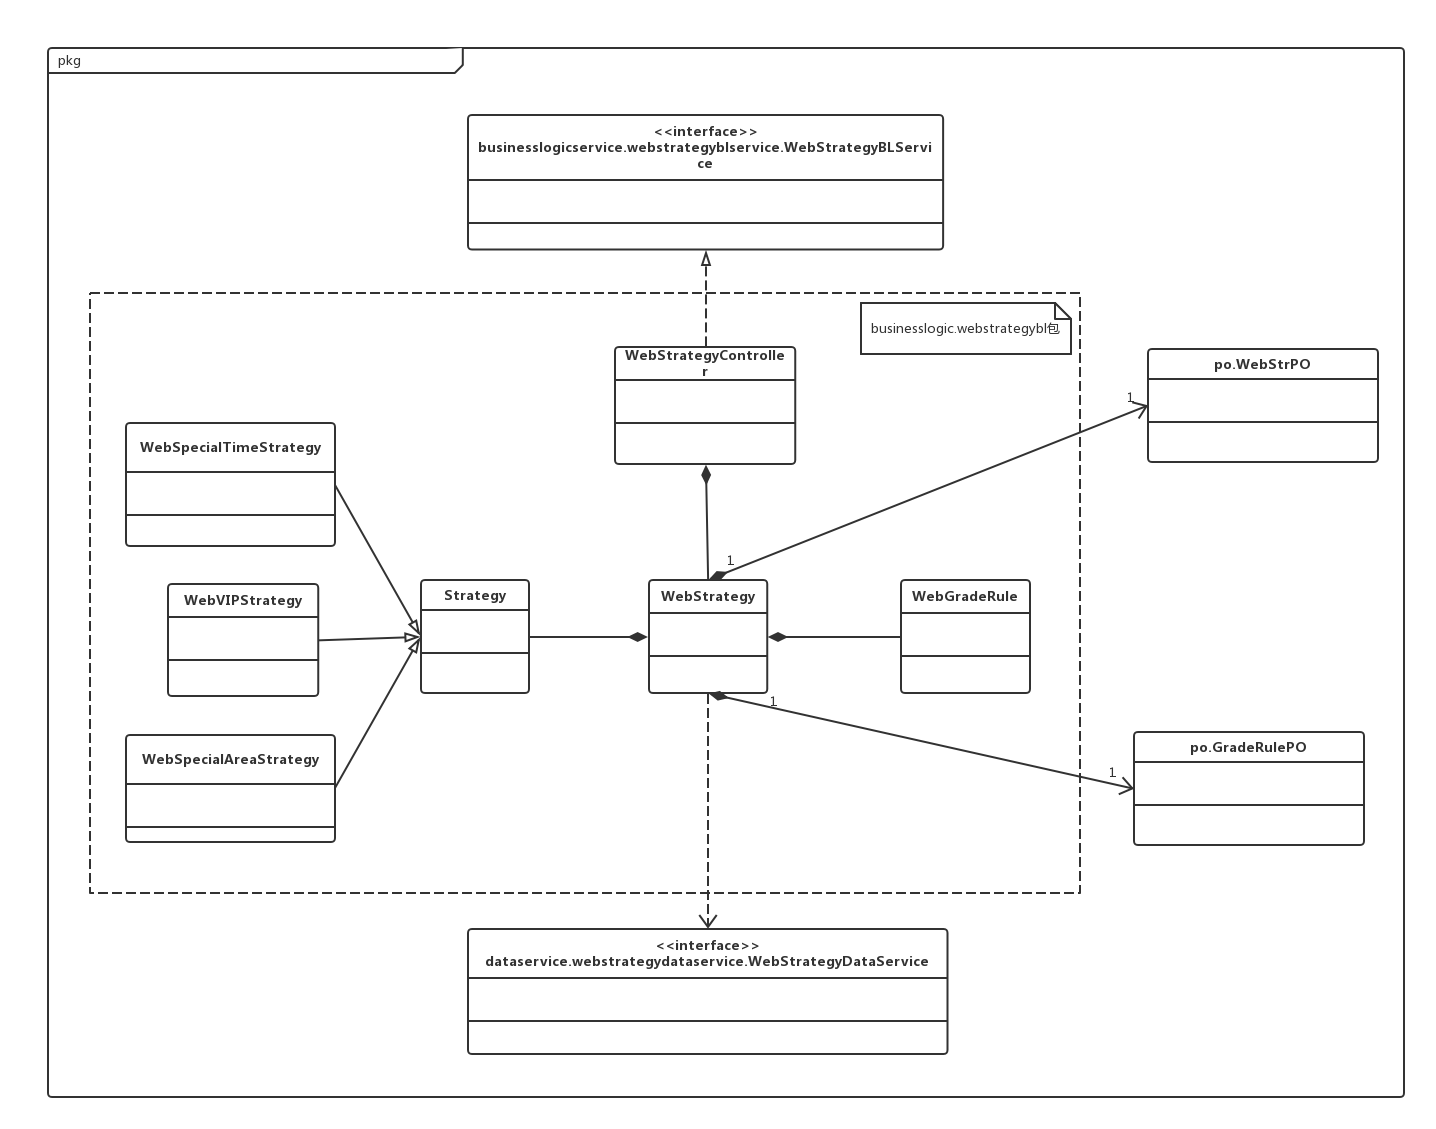 pkg
<<interface>>
businesslogicservice.webstrategyblservice.WebStrategyBLServi
ce
businesslogic.webstrategybl包
WebStrategyControlle
r
po.WebStrPO
1
WebSpecialTimeStrategy
1
WebVIPStrategy
Strategy
WebStrategy
WebGradeRule
1
WebSpecialAreaStrategy
po.GradeRulePO
1
<<interface>>
dataservice.webstrategydataservice.WebStrategyDataService